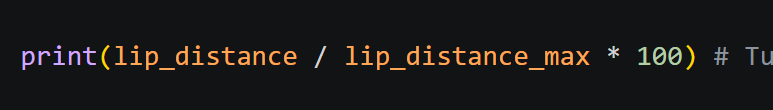 print(lip_distance / lip_distance_max * 100) # Tu